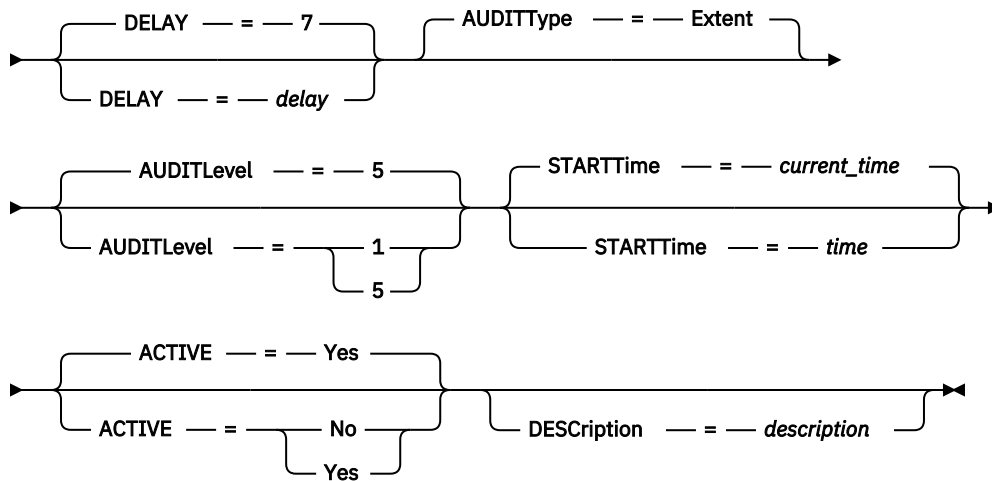 DELAY = 7
AUDITType = Extent
DELAY = delay
AUDITLevel = 5
STARTTime = current_time
AUDITLevel = 1
STARTTime = time
5
ACTIVE = Yes
ACTIVE = No
DESCription = description
Yes